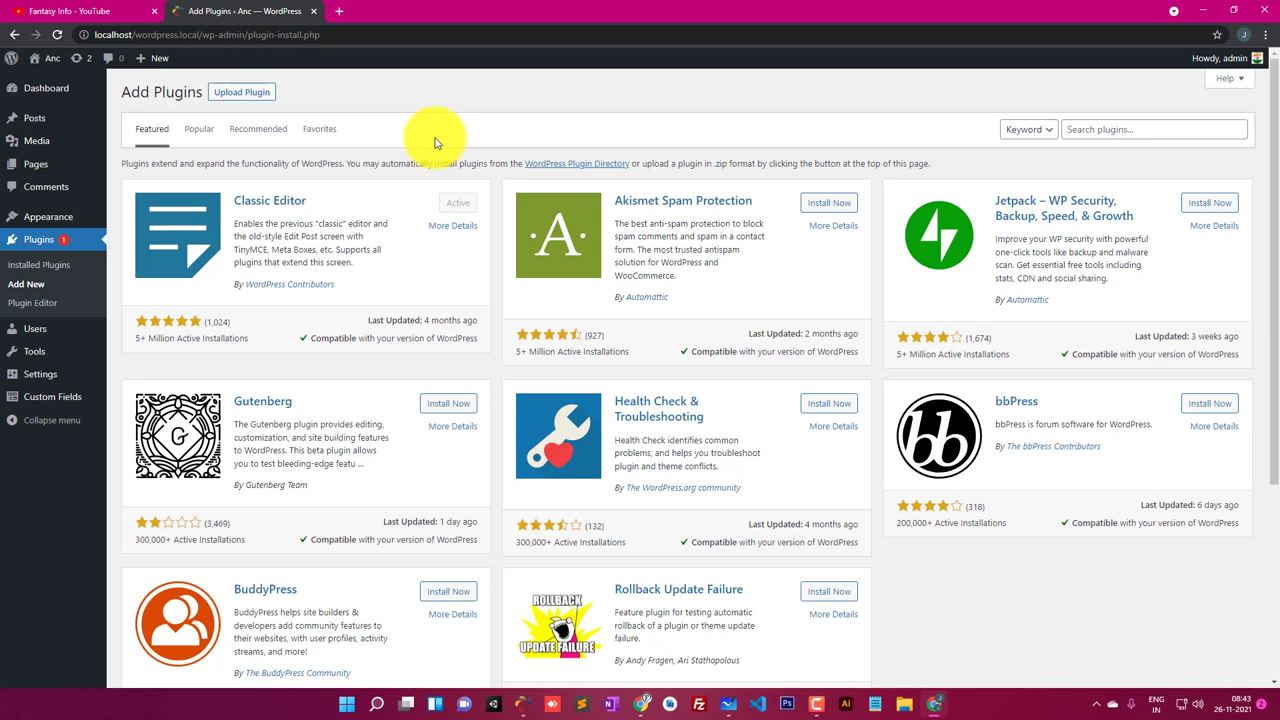 Fantasy Info - YouTube
Add Plugins ‹ Anc — WordPress
localhost/wordpress.local/wp-admin/plugin-install.php
Anc
2
0
New
Howdy, admin
Dashboard
Posts
Media
Pages
Comments
Appearance
Plugins 1
Installed Plugins
Add New
Plugin Editor
Users
Tools
Settings
Custom Fields
Collapse menu
Add Plugins
Upload Plugin
Help
Featured
Popular
Recommended
Favorites
Keyword
Search plugins...
Plugins extend and expand the functionality of WordPress. You may automatically install plugins from the WordPress Plugin Directory or upload a plugin in .zip format by clicking the button at the top of this page.
Classic Editor
Active
More Details
Enables the previous "classic" editor and
the old-style Edit Post screen with
TinyMCE, Meta Boxes, etc. Supports all
plugins that extend this screen.
By WordPress Contributors
(1,024)
5+ Million Active Installations
Last Updated: 4 months ago
Compatible with your version of WordPress
A
Akismet Spam Protection
Install Now
More Details
The best anti-spam protection to block
spam comments and spam in a contact
form. The most trusted antispam
solution for WordPress and
WooCommerce.
By Automattic
(927)
5+ Million Active Installations
Last Updated: 2 months ago
Compatible with your version of WordPress
Jetpack – WP Security,
Backup, Speed, & Growth
Install Now
More Details
Improve your WP security with powerful
one-click tools like backup and malware
scan. Get essential free tools including
stats, CDN and social sharing.
By Automattic
(1,674)
5+ Million Active Installations
Last Updated: 3 weeks ago
Compatible with your version of WordPress
G
Gutenberg
Install Now
More Details
The Gutenberg plugin provides editing,
customization, and site building features
to WordPress. This beta plugin allows
you to test bleeding-edge featu ...
By Gutenberg Team
(3,469)
300,000+ Active Installations
Last Updated: 1 day ago
Compatible with your version of WordPress
Health Check &
Troubleshooting
Install Now
More Details
Health Check identifies common
problems, and helps you troubleshoot
plugin and theme conflicts.
By The WordPress.org community
(132)
300,000+ Active Installations
Last Updated: 4 months ago
Compatible with your version of WordPress
bb
bbPress
Install Now
More Details
bbPress is forum software for WordPress.
By The bbPress Contributors
(318)
200,000+ Active Installations
Last Updated: 6 days ago
Compatible with your version of WordPress
BuddyPress
Install Now
More Details
BuddyPress helps site builders &
developers add community features to
their websites, with user profiles, activity
streams, and more!
By The BuddyPress Community
ROLLBACK
UPDATE FAILURE
Rollback Update Failure
Install Now
More Details
Feature plugin for testing automatic
rollback of a plugin or theme update
failure.
By Andy Fragen, Ari Stathopolous
ENG
IN
08:43
26-11-2021